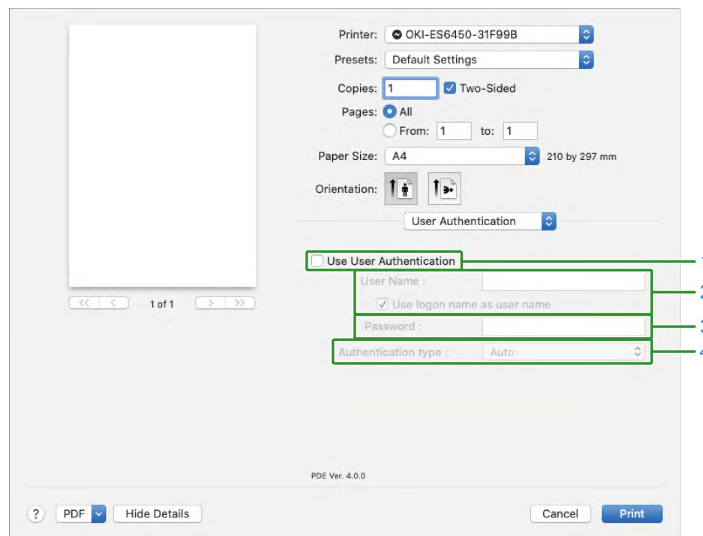 Printer: OKI-ES6450-31F99B
Presets: Default Settings
Copies: 1 Two-Sided
Pages: All
From: 1 to: 1
Paper Size: A4 210 by 297 mm
Orientation:
User Authentication
Use User Authentication 1
User Name :
2
Use logon name as user name
<< < 1 of 1 > >>
Password : 3
Authentication type : Auto 4
PDE Ver. 4.0.0
? PDF Hide Details Cancel Print